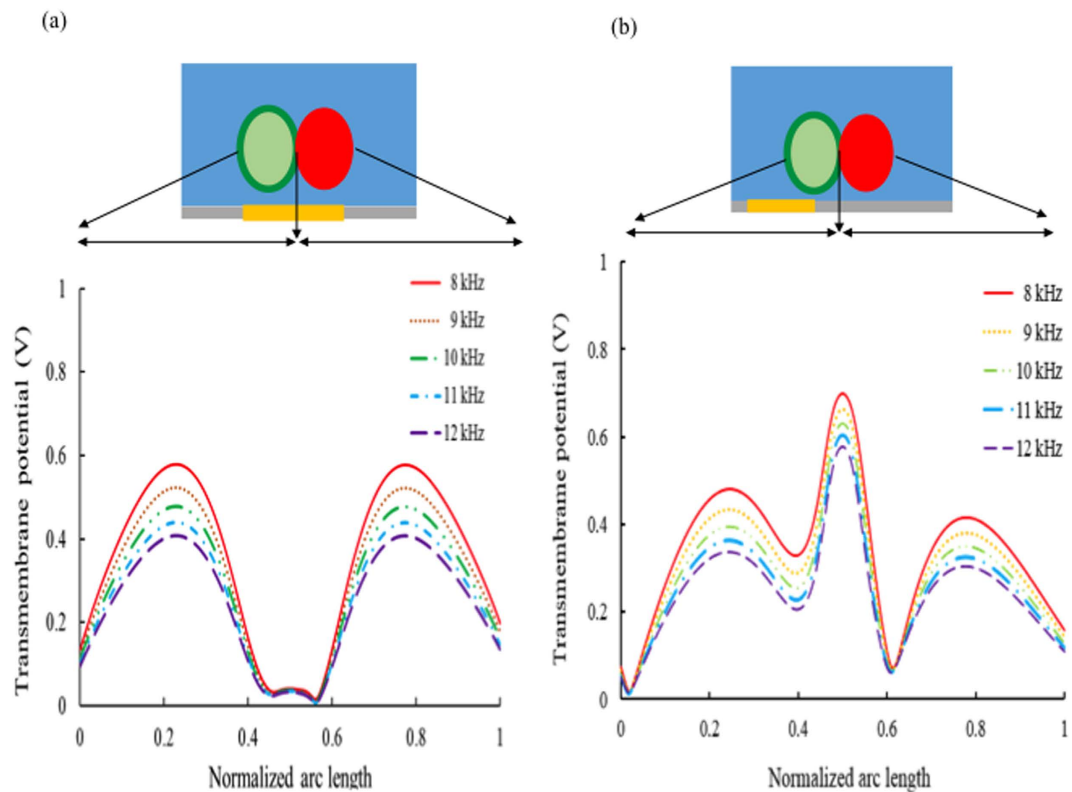 (a)
Transmembrane potential (V)
1
0.8
0.6
0.4
0.2
0
0 0.2 0.4 0.6 0.8 1
Normalized arc length
8 kHz
9 kHz
10 kHz
11 kHz
12 kHz
(b)
Transmembrane potential (V)
1
0.8
0.6
0.4
0.2
0
0 0.2 0.4 0.6 0.8 1
Normalized arc length
8 kHz
9 kHz
10 kHz
11 kHz
12 kHz